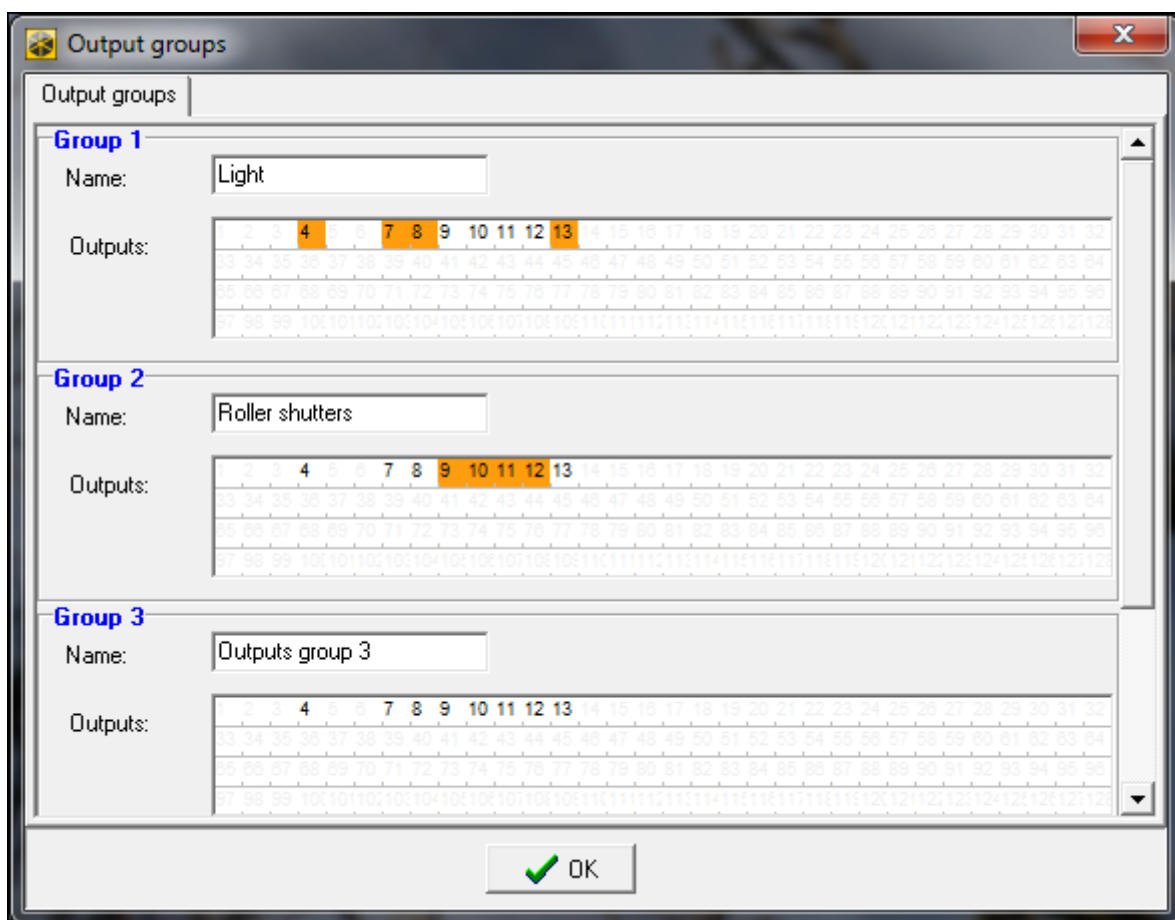 Output groups
Output groups
Group 1
Name: Light
Outputs: 1 2 3 4 5 6 7 8 9 10 11 12 13 14 15 16 17 18 19 20 21 22 23 24 25 26 27 28 29 30 31 32
33 34 35 36 37 38 39 40 41 42 43 44 45 46 47 48 49 50 51 52 53 54 55 56 57 58 59 60 61 62 63 64
65 66 67 68 69 70 71 72 73 74 75 76 77 78 79 80 81 82 83 84 85 86 87 88 89 90 91 92 93 94 95 96
97 98 99
Group 2
Name: Roller shutters
Outputs: 1 2 3 4 5 6 7 8 9 10 11 12 13 14 15 16 17 18 19 20 21 22 23 24 25 26 27 28 29 30 31 32
33 34 35 36 37 38 39 40 41 42 43 44 45 46 47 48 49 50 51 52 53 54 55 56 57 58 59 60 61 62 63 64
65 66 67 68 69 70 71 72 73 74 75 76 77 78 79 80 81 82 83 84 85 86 87 88 89 90 91 92 93 94 95 96
97 98 99
Group 3
Name: Outputs group 3
Outputs: 1 2 3 4 5 6 7 8 9 10 11 12 13 14 15 16 17 18 19 20 21 22 23 24 25 26 27 28 29 30 31 32
33 34 35 36 37 38 39 40 41 42 43 44 45 46 47 48 49 50 51 52 53 54 55 56 57 58 59 60 61 62 63 64
65 66 67 68 69 70 71 72 73 74 75 76 77 78 79 80 81 82 83 84 85 86 87 88 89 90 91 92 93 94 95 96
97 98 99
OK